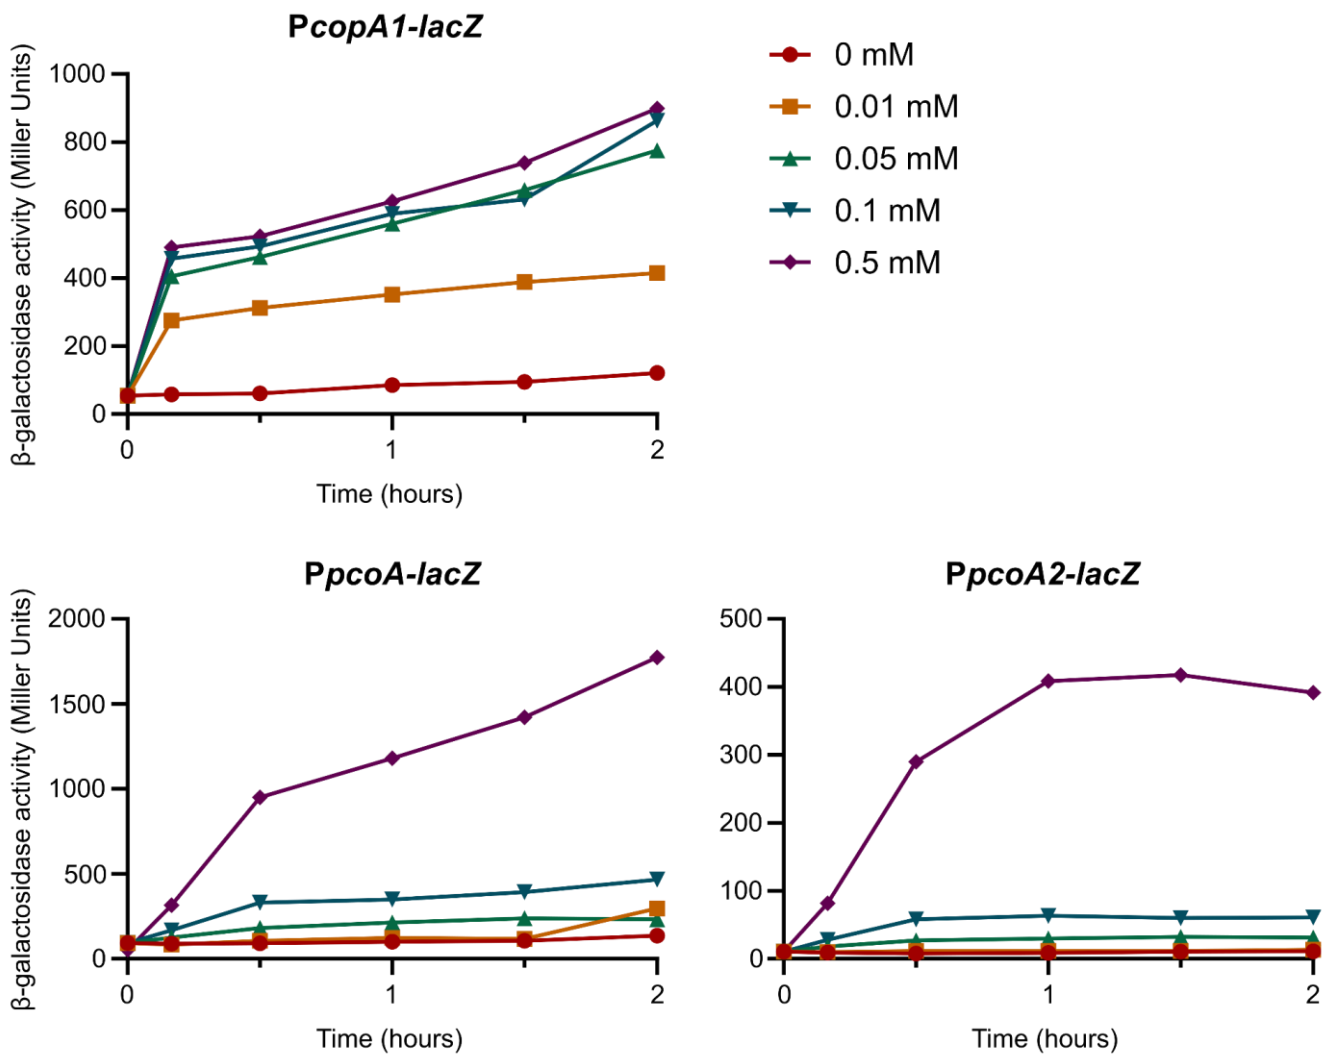 PcopA1-lacZ
β-galactosidase activity (Miller Units)
1000
800
600
400
200
0
0 1 2
Time (hours)
0 mM
0.01 mM
0.05 mM
0.1 mM
0.5 mM
PpcoA-lacZ
β-galactosidase activity (Miller Units)
2000
1500
1000
500
0
0 1 2
Time (hours)
PpcoA2-lacZ
500
400
300
200
100
0
0 1 2
Time (hours)